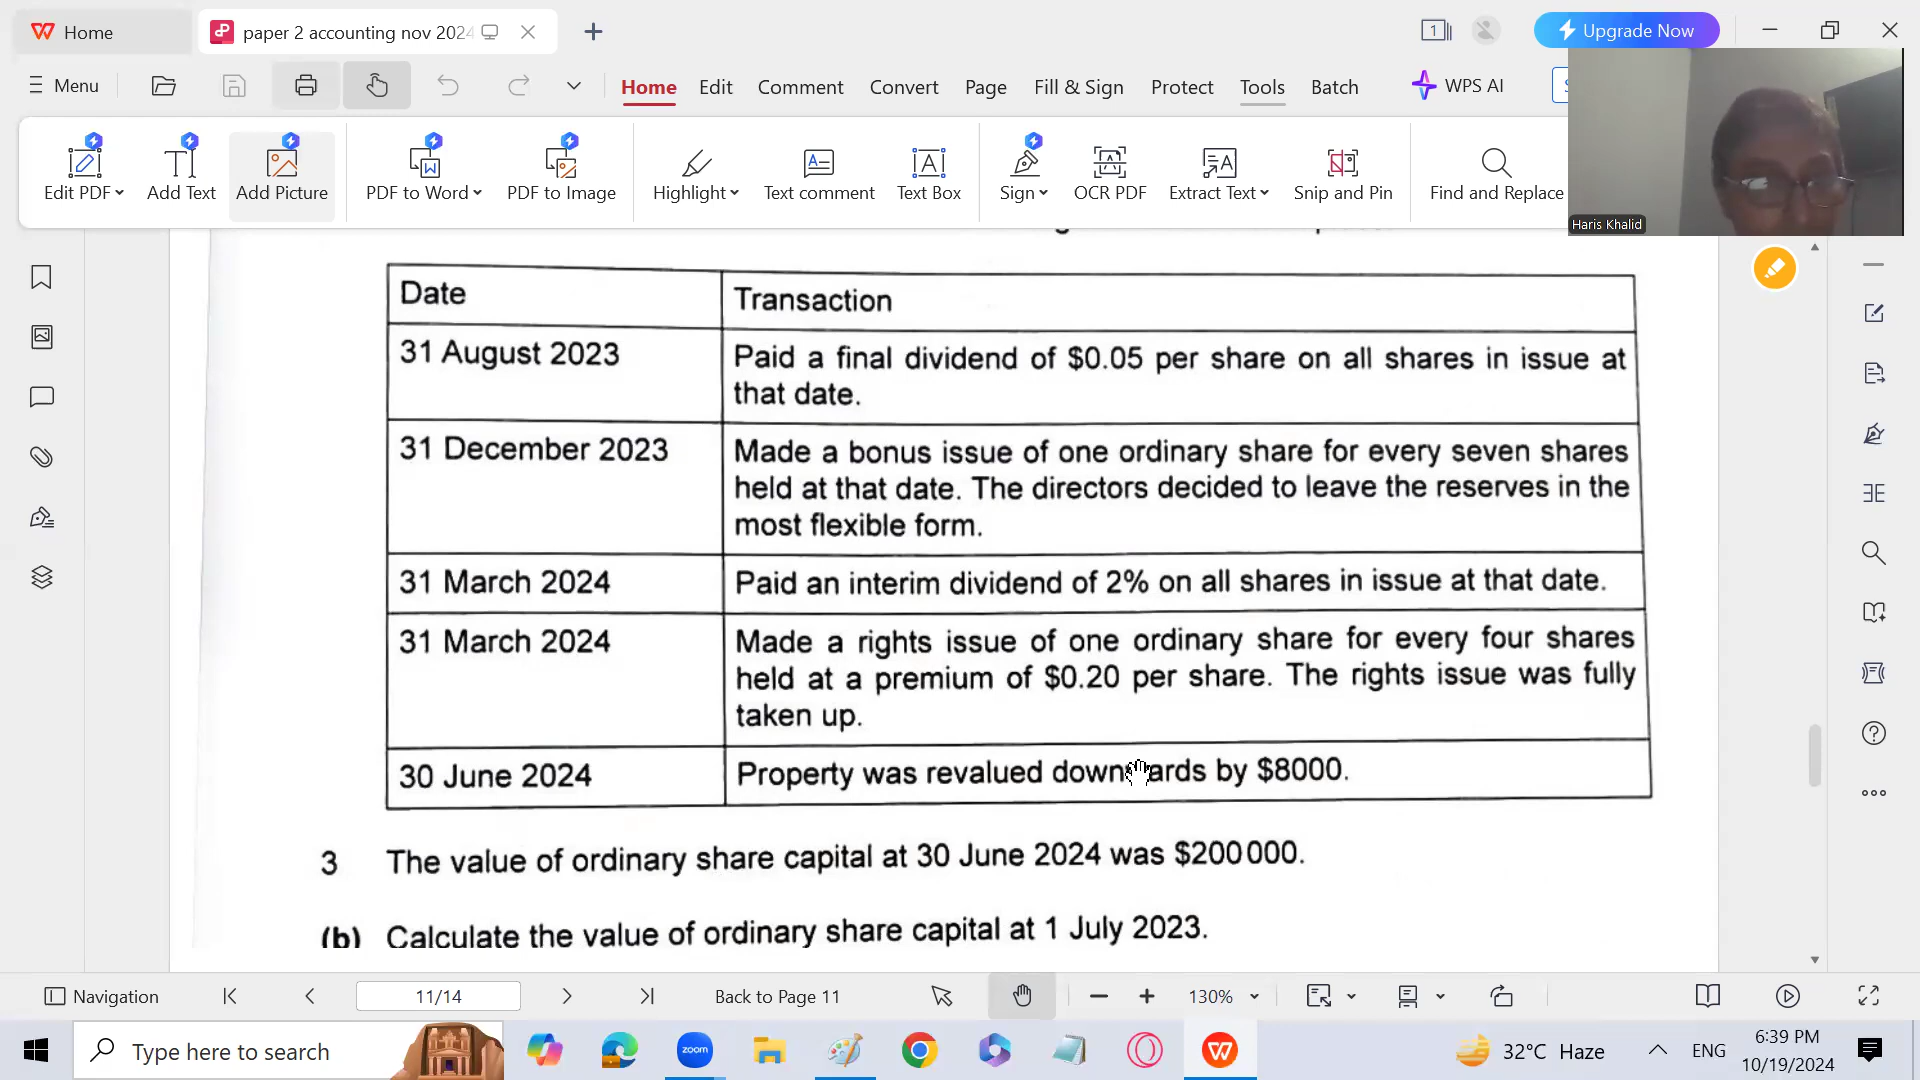 Home
paper 2 accounting nov 2024
1
Upgrade Now
Menu
Home
Edit
Comment
Convert
Page
Fill & Sign
Protect
Tools
Batch
WPS AI
Edit PDF
Add Text
Add Picture
PDF to Word
PDF to Image
Highlight
Text comment
Text Box
Sign
OCR PDF
Extract Text
Snip and Pin
Find and Replace
Haris Khalid
Date
Transaction
31 August 2023
Paid a final dividend of $0.05 per share on all shares in issue at
that date.
31 December 2023
Made a bonus issue of one ordinary share for every seven shares
held at that date. The directors decided to leave the reserves in the
most flexible form.
31 March 2024
Paid an interim dividend of 2% on all shares in issue at that date.
31 March 2024
Made a rights issue of one ordinary share for every four shares
held at a premium of $0.20 per share. The rights issue was fully
taken up.
30 June 2024
Property was revalued downwards by $8000.
3 The value of ordinary share capital at 30 June 2024 was $200000.
(b) Calculate the value of ordinary share capital at 1 July 2023.
Navigation
11/14
Back to Page 11
130%
Type here to search
zoom
32°C Haze
ENG
6:39 PM
10/19/2024